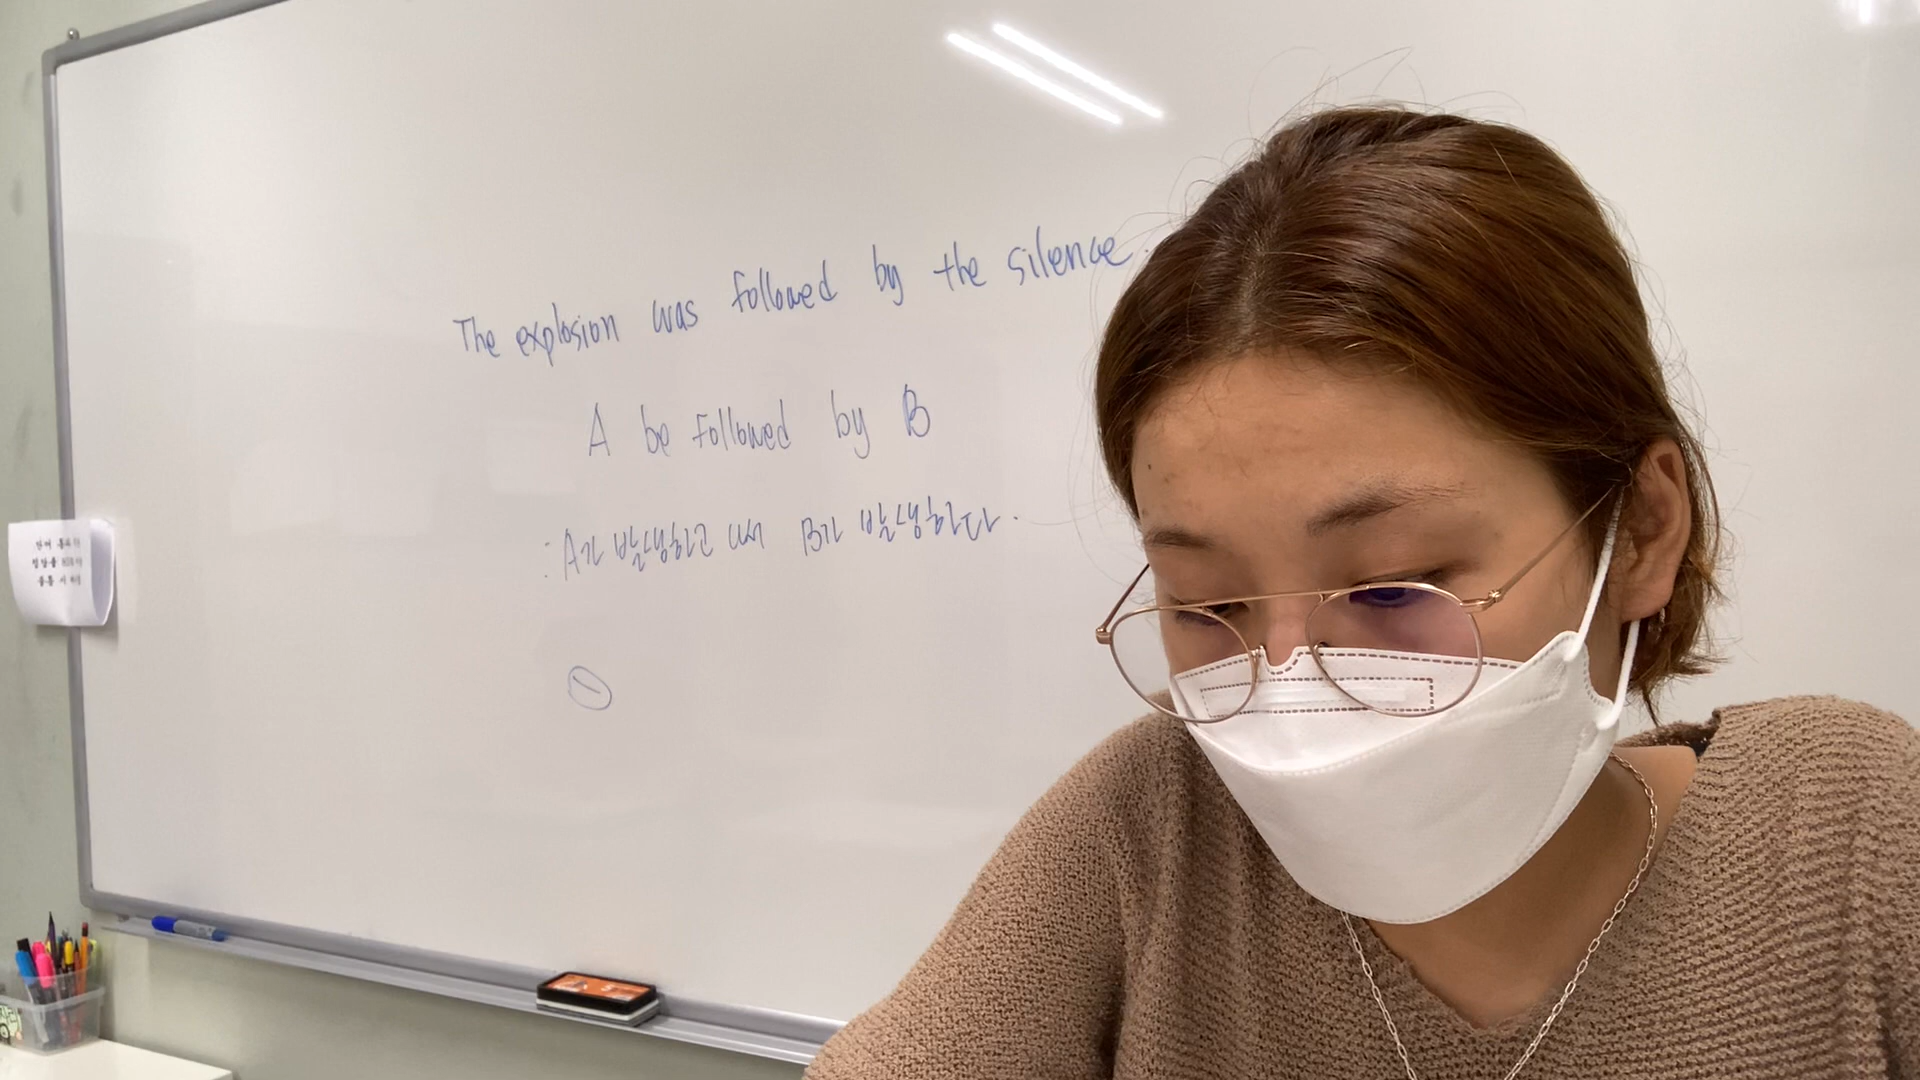 The explosion was followed by the silence.
A be followed by B
: A가 발생하고 나서 B가 발생한다.